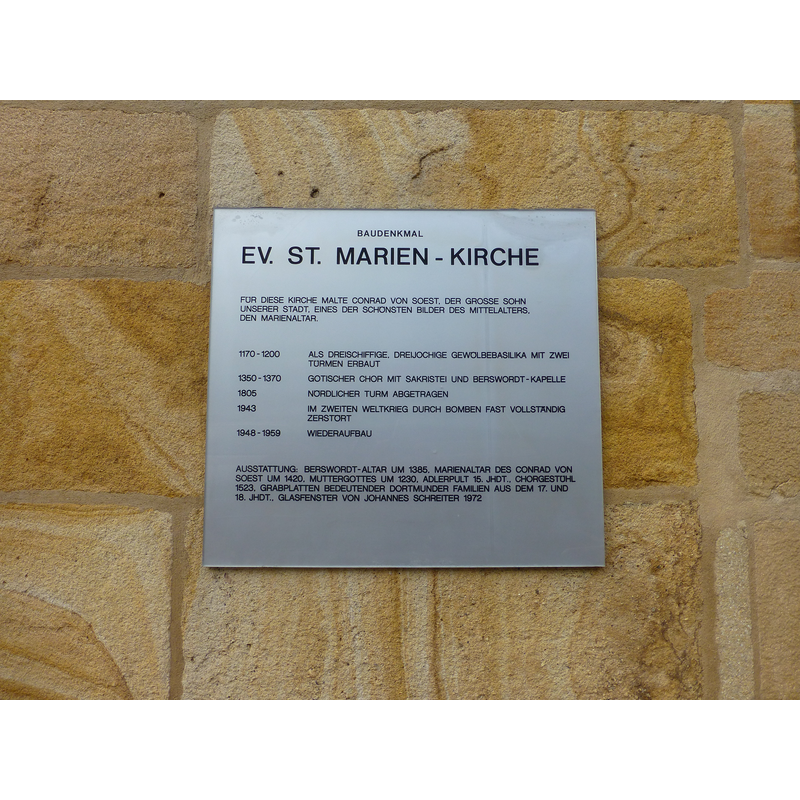 BAUDENKMAL
EV. ST. MARIEN - KIRCHE
FÜR DIESE KIRCHE MALTE CONRAD VON SOEST, DER GROSSE SOHN
UNSERER STADT, EINES DER SCHÖNSTEN BILDER DES MITTELALTERS,
DEN MARIENALTAR.
1170 - 1200 ALS DREISCHIFFIGE, DREIJOCHIGE GEWÖLBEBASILIKA MIT ZWEI
TÜRMEN ERBAUT
1350 - 1370 GOTISCHER CHOR MIT SAKRISTEI UND BERSWORDT-KAPELLE
1805 NÖRDLICHER TURM ABGETRAGEN
1943 IM ZWEITEN WELTKRIEG DURCH BOMBEN FAST VOLLSTÄNDIG
ZERSTÖRT
1948 - 1959 WIEDERAUFBAU
AUSSTATTUNG: BERSWORDT-ALTAR UM 1385, MARIENALTAR DES CONRAD VON
SOEST UM 1420, MUTTERGOTTES UM 1230, ADLERPULT 15. JHDT., CHORGESTÜHL
1523, GRABPLATTEN BEDEUTENDER DORTMUNDER FAMILIEN AUS DEM 17. UND
18. JHDT., GLASFENSTER VON JOHANNES SCHREITER 1972